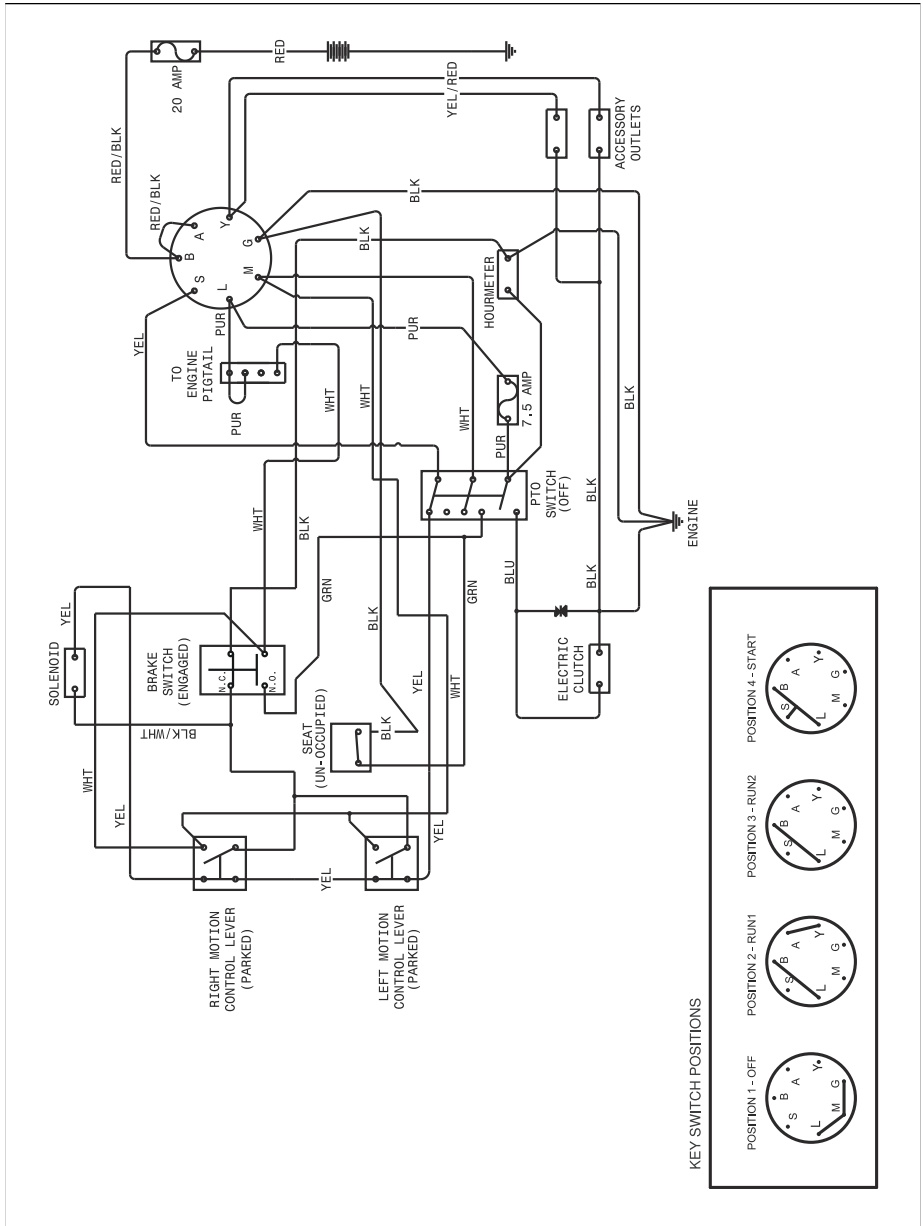 RED
20 AMP
RED/BLK
RED/BLK
YEL/RED
ACCESSORY
OUTLETS
BLK
BLK
A
B
S
L
M
G
Y
YEL
PUR
PUR
HOURMETER
TO
ENGINE
PIGTAIL
PUR
WHT
WHT
WHT
7.5 AMP
PUR
BLK
PTO
SWITCH
(OFF)
BLK
ENGINE
WHT
BLK
GRN
GRN
BLU
BLK
SOLENOID
YEL
BRAKE
SWITCH
(ENGAGED)
N.C.
N.O.
BLK
YEL
WHT
ELECTRIC
CLUTCH
BLK/WHT
SEAT
(UN-OCCUPIED)
BLK
WHT
YEL
YEL
YEL
RIGHT MOTION
CONTROL LEVER
(PARKED)
LEFT MOTION
CONTROL LEVER
(PARKED)
KEY SWITCH POSITIONS
POSITION 1 - OFF
S
B
A
Y
L
M
G
POSITION 2 - RUN1
S
B
A
Y
L
M
G
POSITION 3 - RUN2
S
B
A
Y
L
M
G
POSITION 4 - START
S
B
A
Y
L
M
G